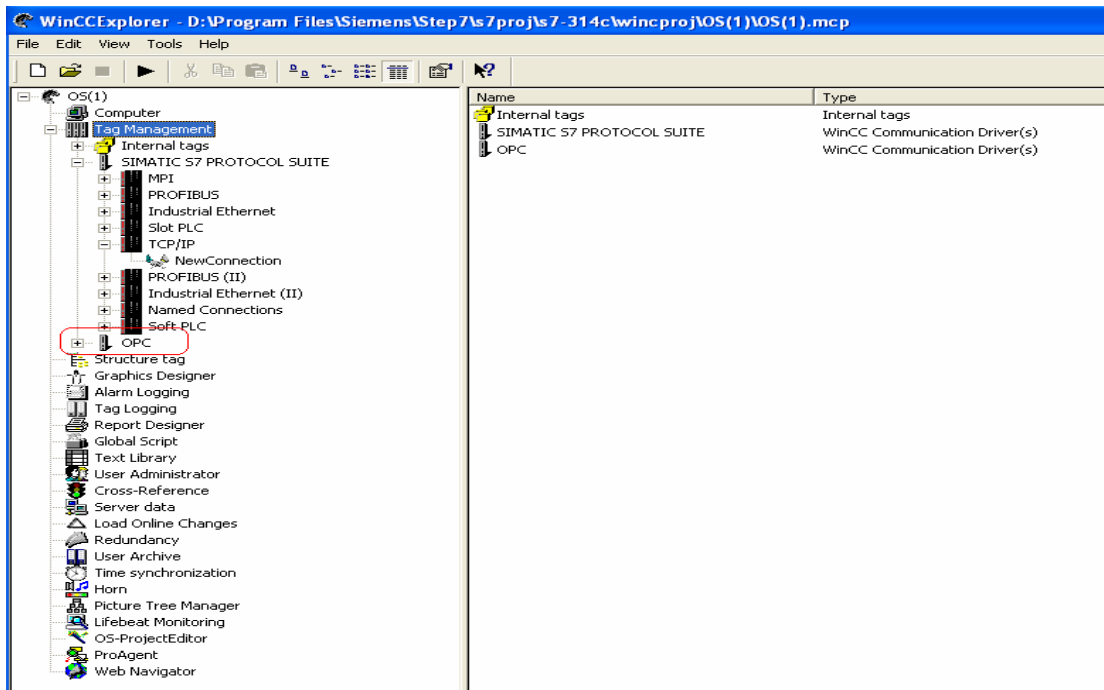 WinCCExplorer - D:\Program Files\Siemens\Step7\s7proj\s7-314c\wincproj\OS(1)\OS(1).mcp
File Edit View Tools Help
OS(1)
Computer
Tag Management
Internal tags
SIMATIC S7 PROTOCOL SUITE
MPI
PROFIBUS
Industrial Ethernet
Slot PLC
TCP/IP
NewConnection
PROFIBUS (II)
Industrial Ethernet (II)
Named Connections
Soft PLC
OPC
Structure tag
Graphics Designer
Alarm Logging
Tag Logging
Report Designer
Global Script
Text Library
User Administrator
Cross-Reference
Server data
Load Online Changes
Redundancy
User Archive
Time synchronization
Horn
Picture Tree Manager
Lifebeat Monitoring
OS-ProjectEditor
ProAgent
Web Navigator
Name Type
Internal tags Internal tags
SIMATIC S7 PROTOCOL SUITE WinCC Communication Driver(s)
OPC WinCC Communication Driver(s)